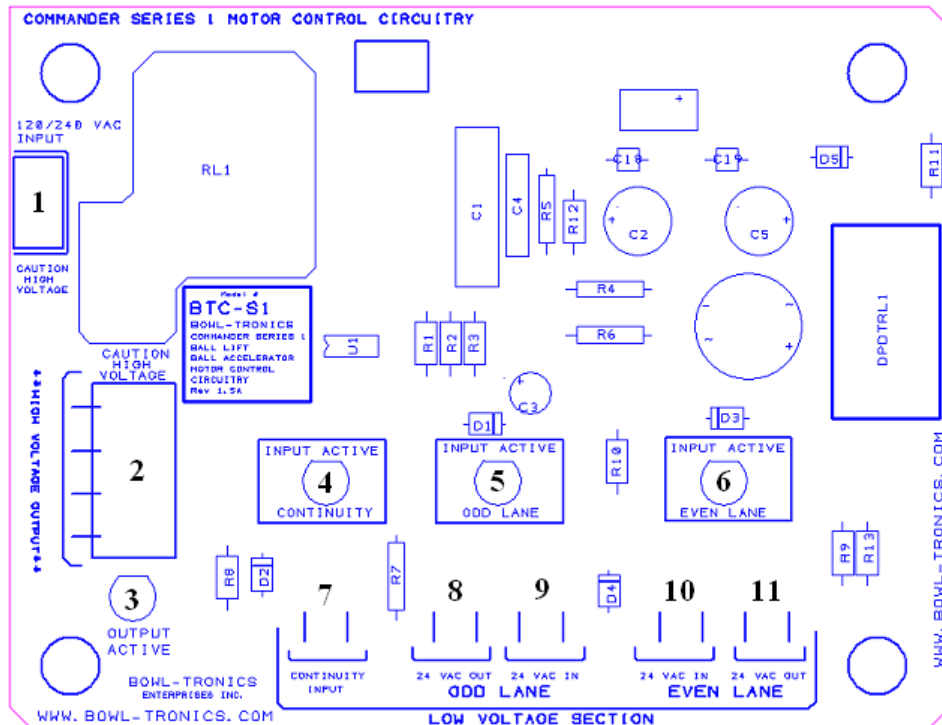 COMMANDER SERIES 1 MOTOR CONTROL CIRCUITRY
120/240 VAC
INPUT
1
CAUTION
HIGH
VOLTAGE
RL1
C1
C4
R5
R12
+
C18
C19
D5
R11
+
C2
C5
+
R4
R6
~
~
~
+
DPDTRL1
Model #
BTC-S1
BOWL-TRONICS
COMMANDER SERIES 1
BALL LIFT
BALL ACCELERATOR
MOTOR CONTROL
CIRCUITRY
Rev 1.5A
U1
R1
R2
R3
+
C3
D1
D3
CAUTION
HIGH
VOLTAGE
HIGH VOLTAGE OUTPUT
2
INPUT ACTIVE
4
CONTINUITY
INPUT ACTIVE
5
ODD LANE
R10
INPUT ACTIVE
6
EVEN LANE
3
OUTPUT
ACTIVE
R8
D2
R7
D4
R9
R13
7
8
9
10
11
CONTINUITY
INPUT
24 VAC OUT
24 VAC IN
ODD LANE
24 VAC IN
24 VAC OUT
EVEN LANE
BOWL-TRONICS
ENTERPRISES INC.
WWW.BOWL-TRONICS.COM
LOW VOLTAGE SECTION
WWW.BOWL-TRONICS.COM